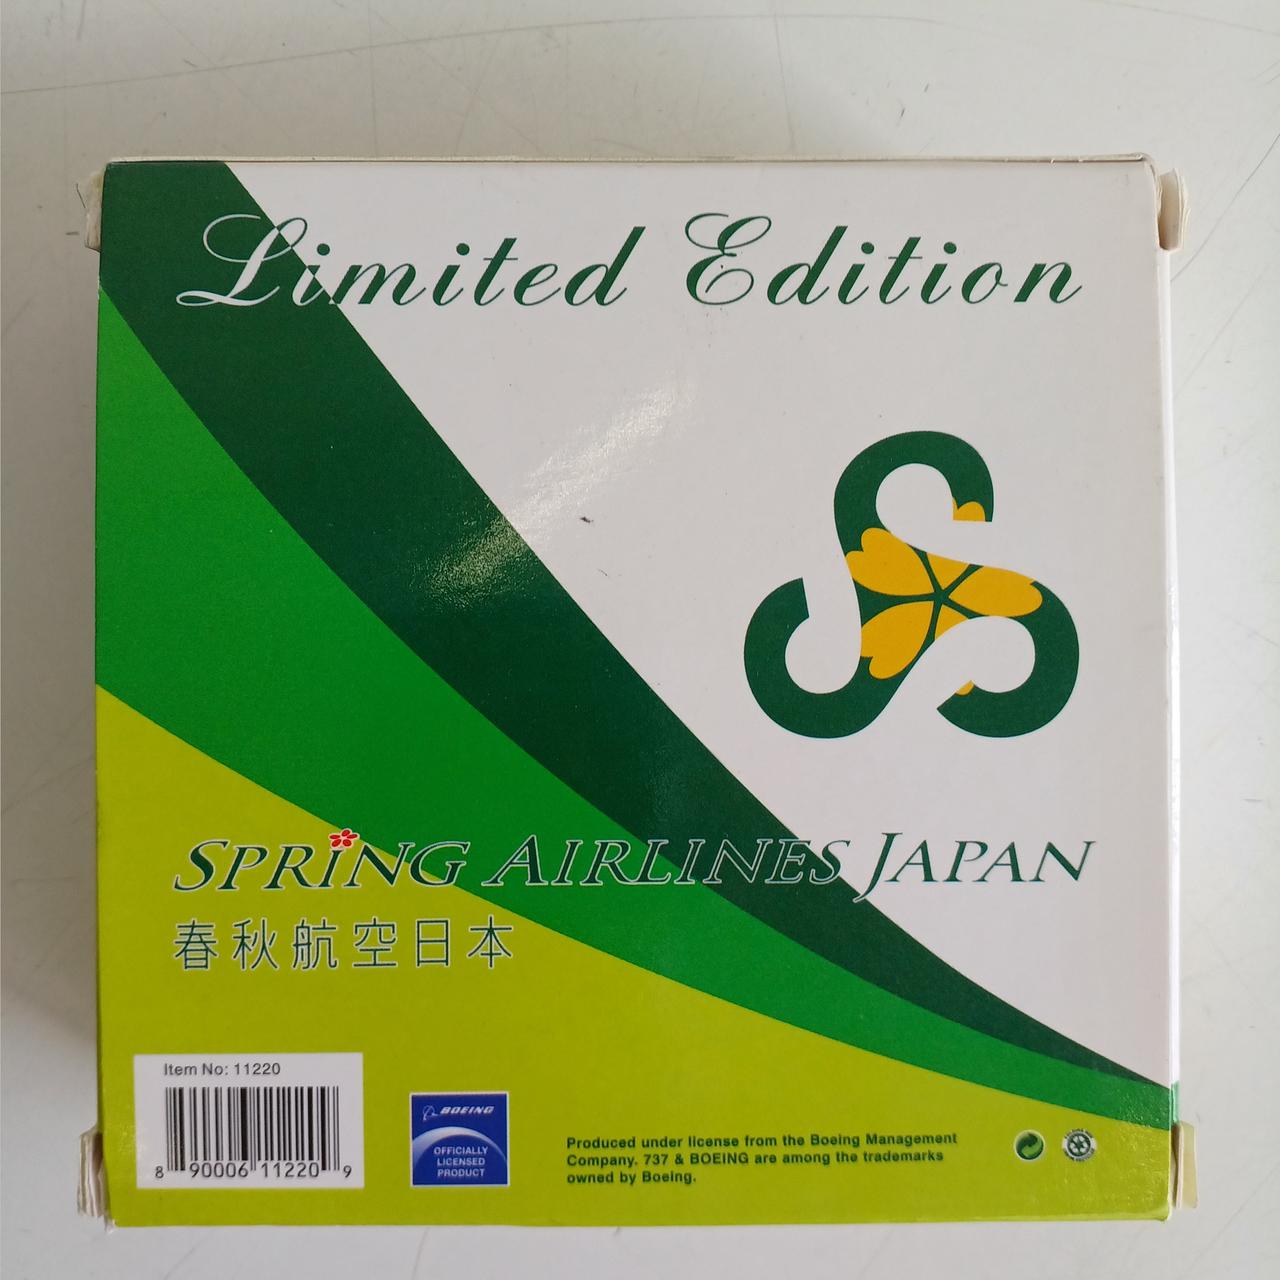 Limited Edition
SPRING AIRLINES JAPAN
春秋航空日本
Item No: 11220
8 90006 11220 9
BOEING
OFFICIALLY
LICENSED
PRODUCT
Produced under license from the Boeing Management
Company. 737 & BOEING are among the trademarks
owned by Boeing.